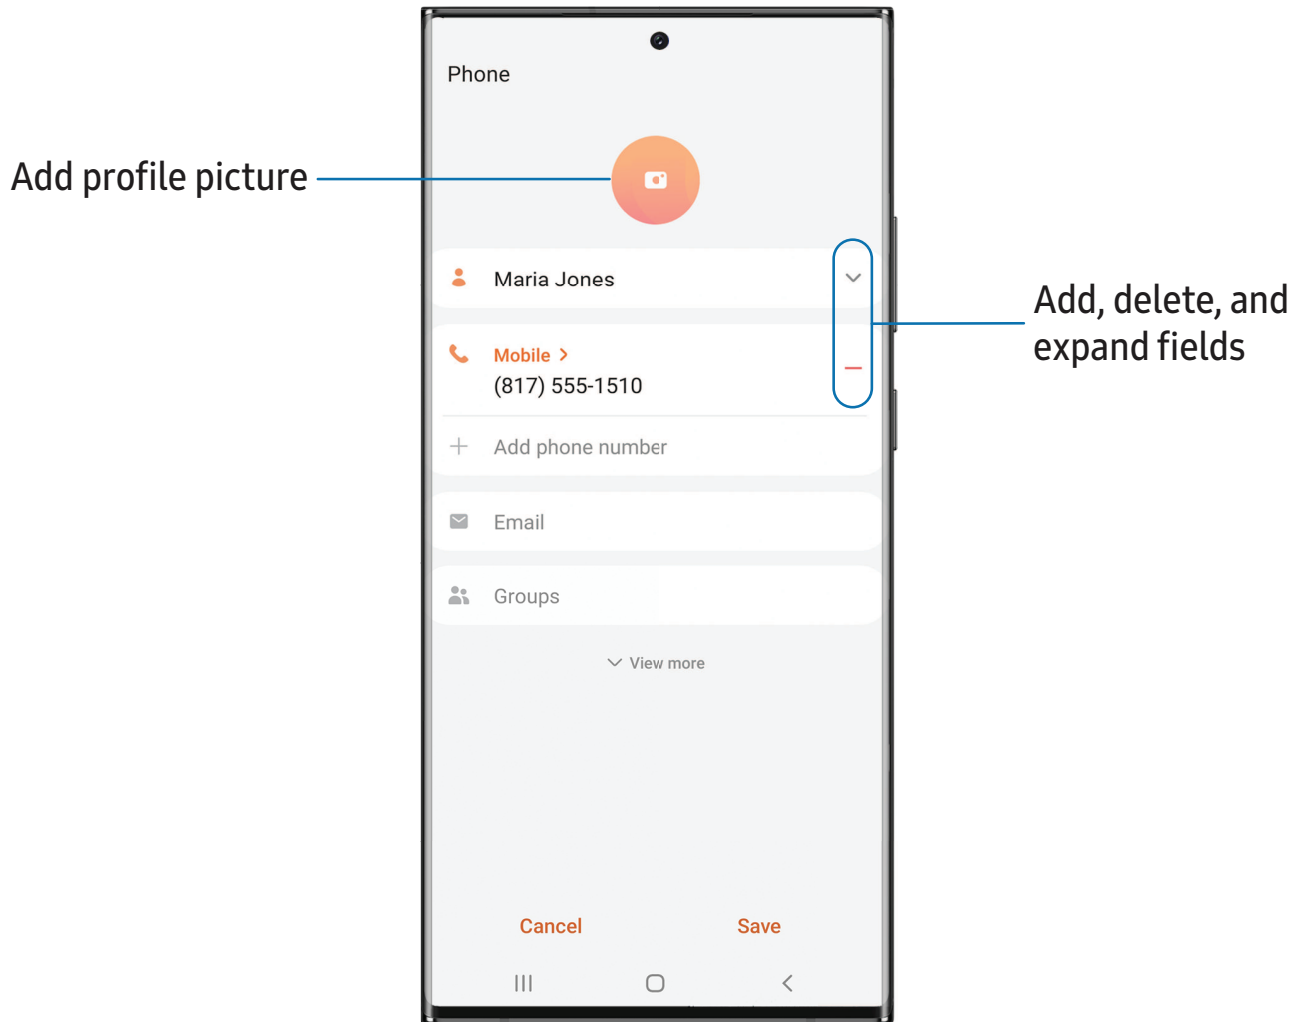 Phone
Add profile picture
Maria Jones
Add, delete, and
expand fields
Mobile >
(817) 555-1510
Add phone number
Email
Groups
View more
Cancel
Save